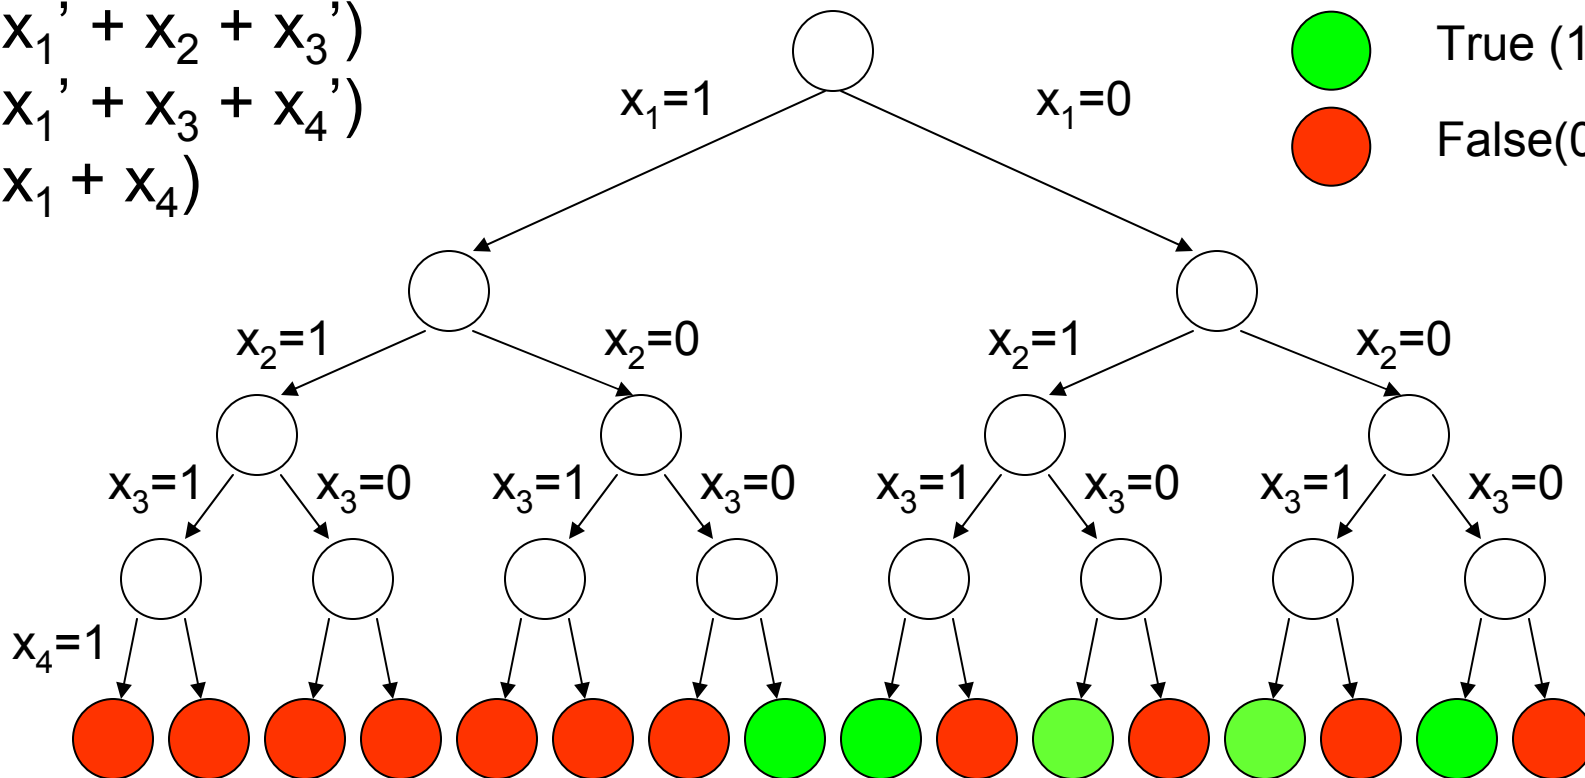 x₁’ + x₂ + x₃’)
x₁’ + x₃ + x₄’)
x₁ + x₄)
True (1
False(0
x₁=1 x₁=0
x₂=1 x₂=0 x₂=1 x₂=0
x₃=1 x₃=0 x₃=1 x₃=0 x₃=1 x₃=0 x₃=1 x₃=0
x₄=1